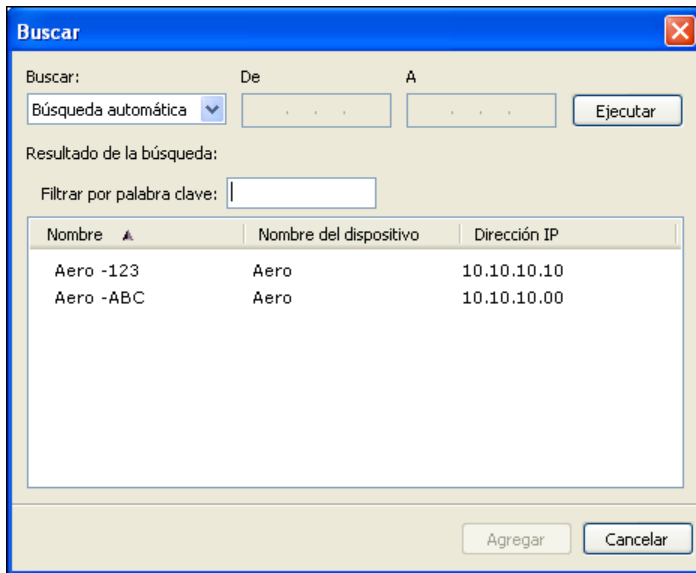 Buscar
Buscar: De A
Búsqueda automática . . . . . . Ejecutar
Resultado de la búsqueda:
Filtrar por palabra clave:
Nombre Nombre del dispositivo Dirección IP
Aero -123 Aero 10.10.10.10
Aero -ABC Aero 10.10.10.00
Agregar Cancelar